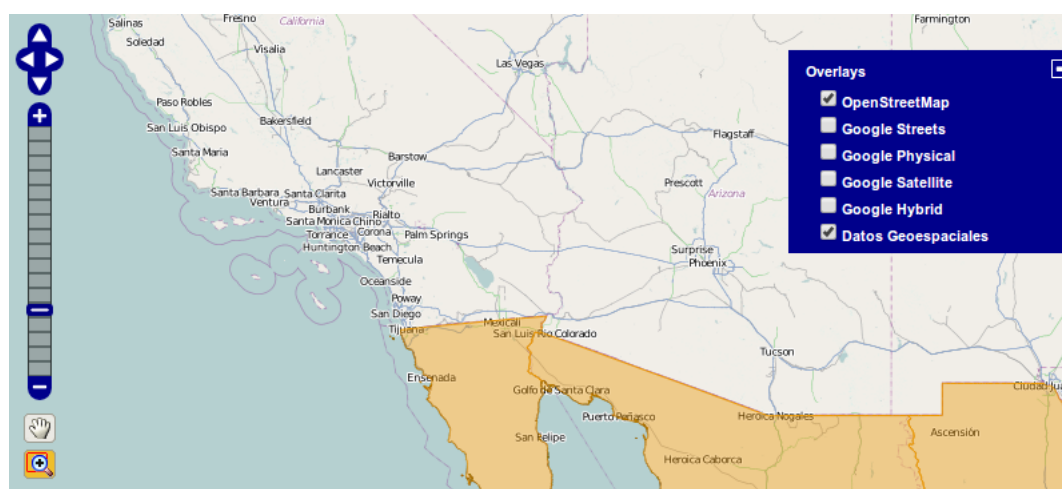 Salinas
Fresno
California
Farmington
Soledad
Visalia
Las Vegas
Overlays
OpenStreetMap
Google Streets
Google Physical
Google Satellite
Google Hybrid
Datos Geoespaciales
Paso Robles
San Luis Obispo
Bakersfield
Flagstaff
Santa Maria
Barstow
Lancaster
Victorville
Prescott
Arizona
Santa Barbara
Santa Clarita
Ventura
Burbank
Rialto
Santa Monica
Chino
Torrance
Corona
Palm Springs
Huntington Beach
Temecula
Surprise
Phoenix
Oceanside
Poway
San Diego
Tijuana
Mexicali
San Luis Rio Colorado
Tucson
Ensenada
Golfo de Santa Clara
Puerto Peñasco
Heroica Nogales
Ascensión
San Felipe
Heroica Caborca